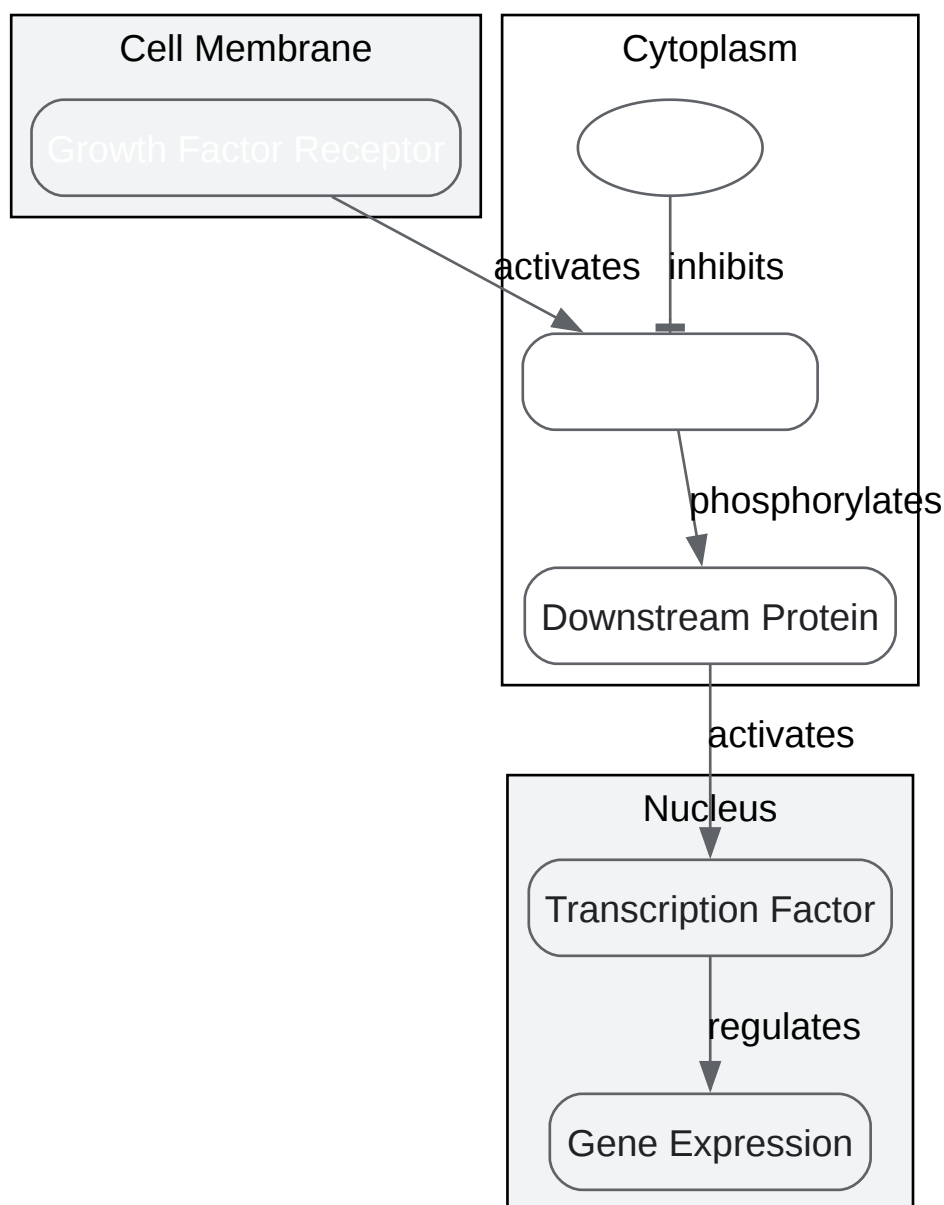 Cell Membrane
Cytoplasm
Growth Factor Receptor
activates
inhibits
phosphorylates
Downstream Protein
activates
Nucleus
Transcription Factor
regulates
Gene Expression